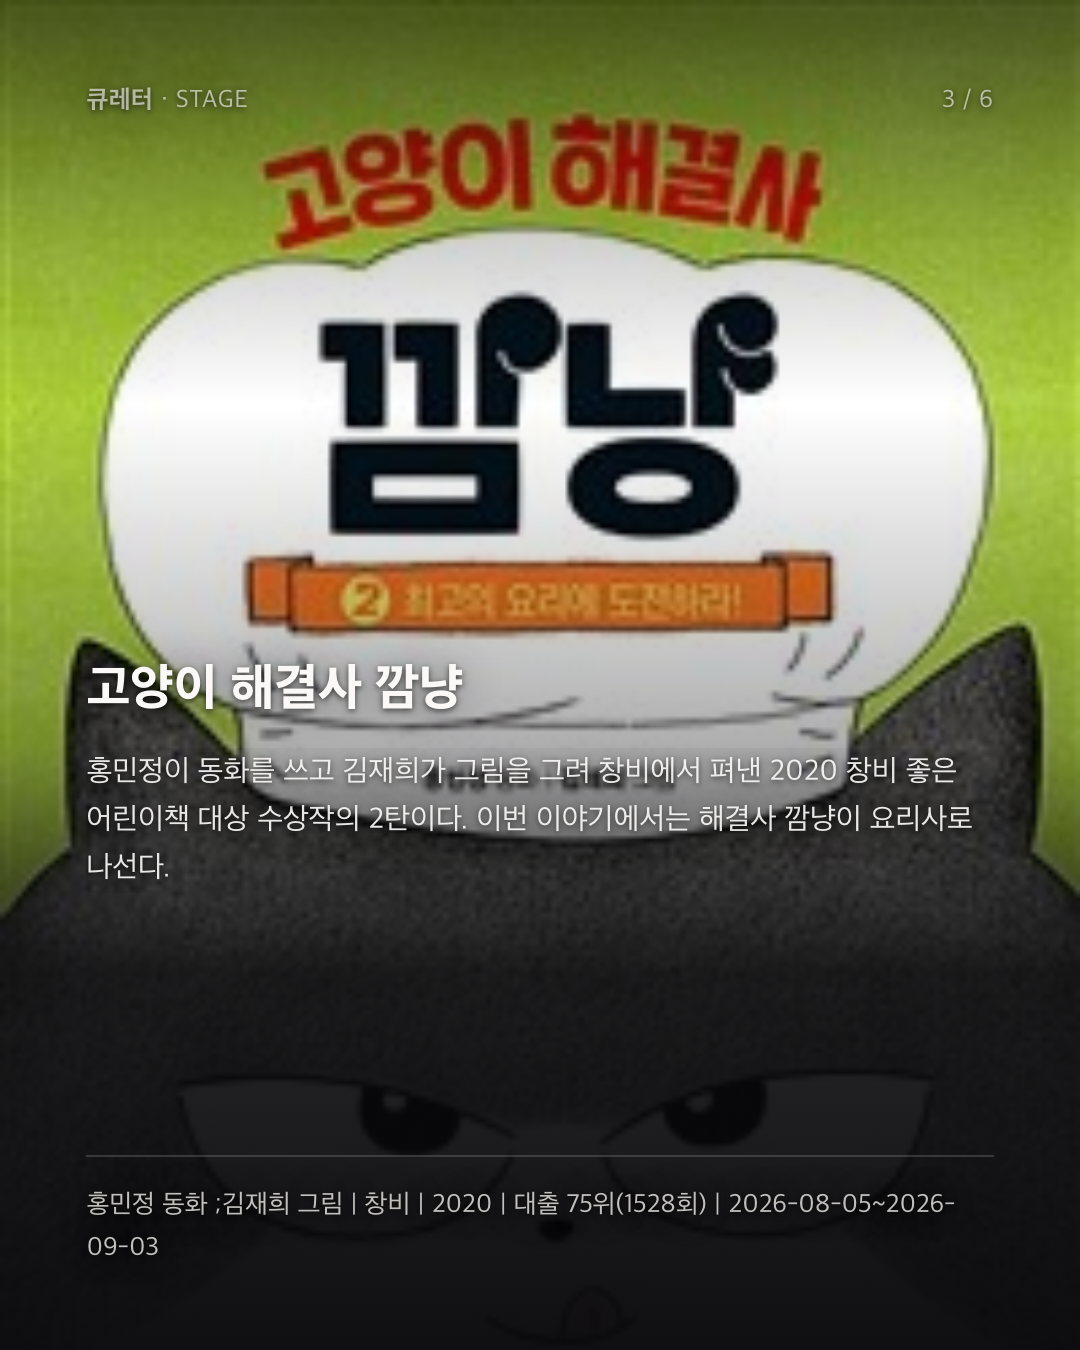 큐레터 · STAGE
3 / 6
고양이 해결사
깜냥
2 최고의 요리에 도전하라!
고양이 해결사 깜냥
홍민정이 동화를 쓰고 김재희가 그림을 그려 창비에서 펴낸 2020 창비 좋은
어린이책 대상 수상작의 2탄이다. 이번 이야기에서는 해결사 깜냥이 요리사로
나선다.
홍민정 동화 ;김재희 그림 | 창비 | 2020 | 대출 75위(1528회) | 2026-08-05~2026-
09-03